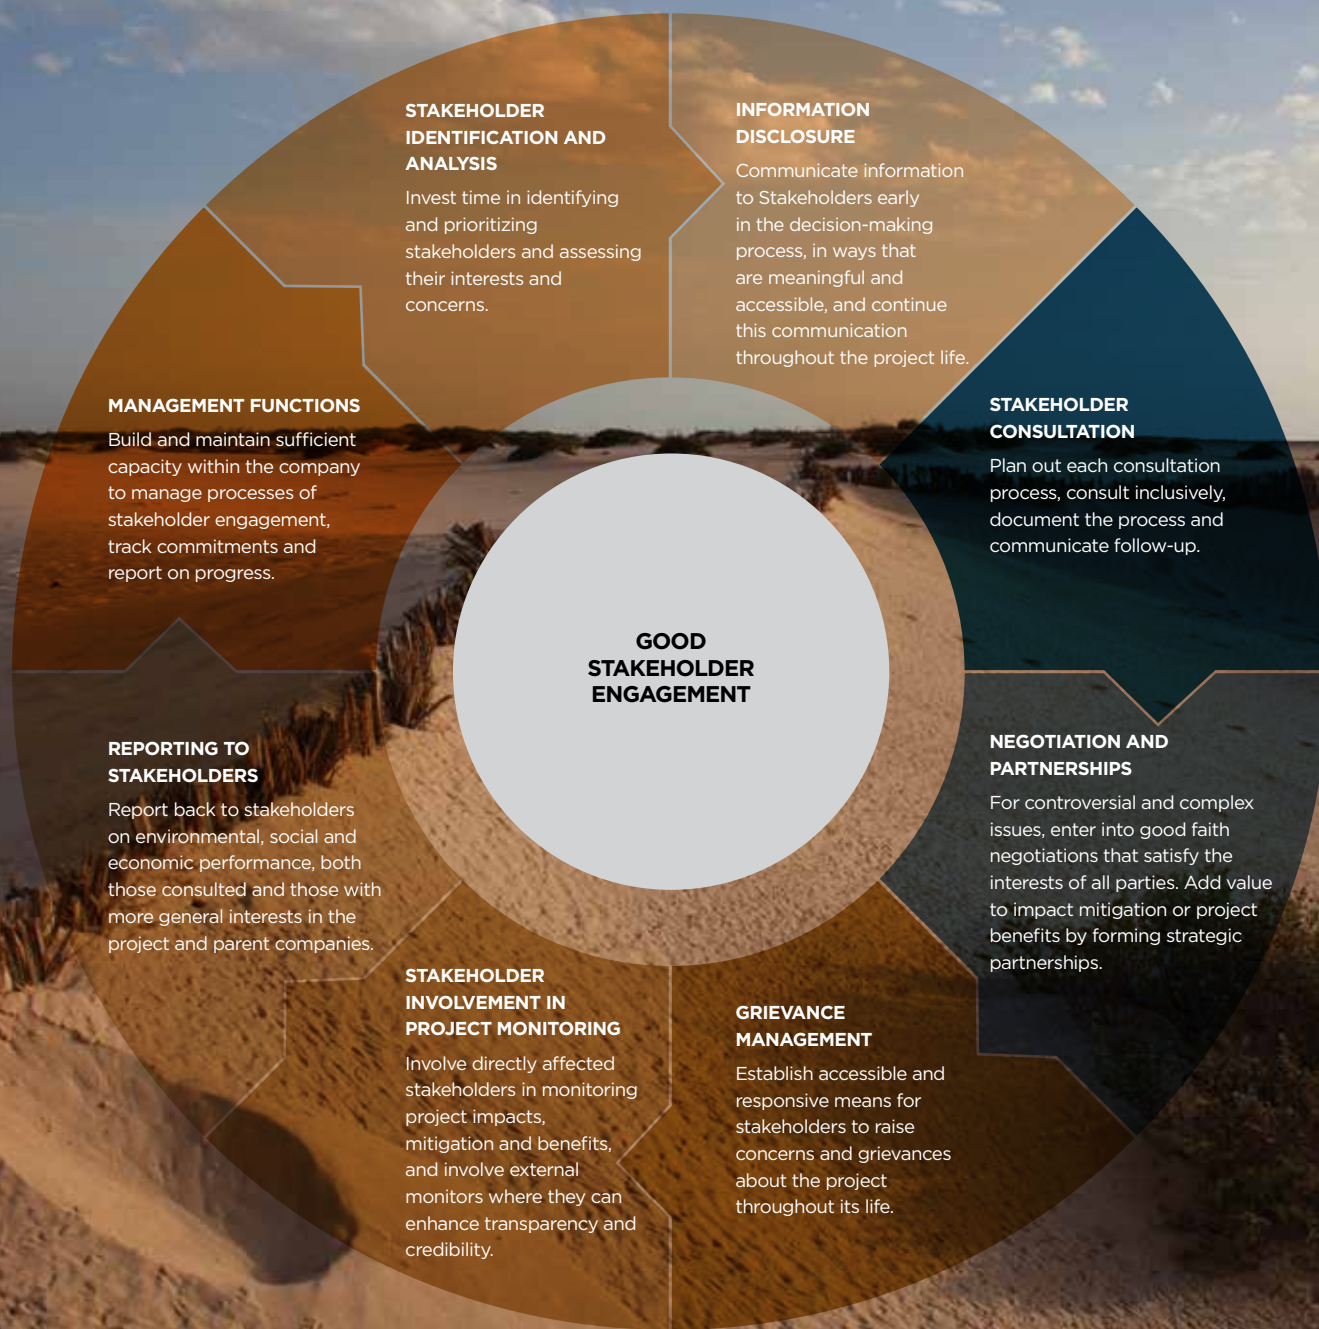 STAKEHOLDER
IDENTIFICATION AND
ANALYSIS
Invest time in identifying
and prioritizing
stakeholders and assessing
their interests and
concerns.
INFORMATION
DISCLOSURE
Communicate information
to Stakeholders early
in the decision-making
process, in ways that
are meaningful and
accessible, and continue
this communication
throughout the project life.
STAKEHOLDER
CONSULTATION
Plan out each consultation
process, consult inclusively,
document the process and
communicate follow-up.
NEGOTIATION AND
PARTNERSHIPS
For controversial and complex
issues, enter into good faith
negotiations that satisfy the
interests of all parties. Add value
to impact mitigation or project
benefits by forming strategic
partnerships.
GRIEVANCE
MANAGEMENT
Establish accessible and
responsive means for
stakeholders to raise
concerns and grievances
about the project
throughout its life.
STAKEHOLDER
INVOLVEMENT IN
PROJECT MONITORING
Involve directly affected
stakeholders in monitoring
project impacts,
mitigation and benefits,
and involve external
monitors where they can
enhance transparency and
credibility.
REPORTING TO
STAKEHOLDERS
Report back to stakeholders
on environmental, social and
economic performance, both
those consulted and those with
more general interests in the
project and parent companies.
MANAGEMENT FUNCTIONS
Build and maintain sufficient
capacity within the company
to manage processes of
stakeholder engagement,
track commitments and
report on progress.
GOOD
STAKEHOLDER
ENGAGEMENT